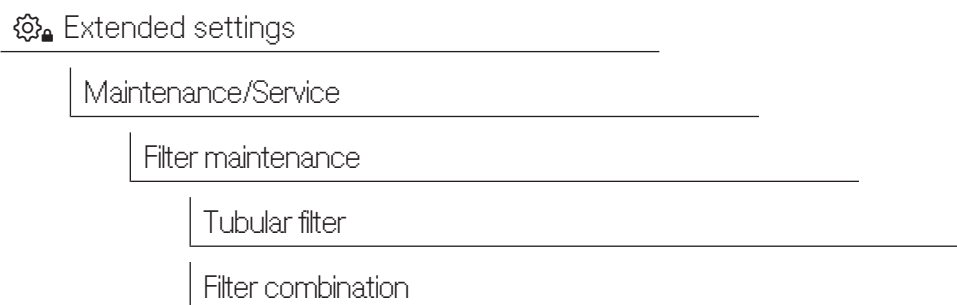 Extended settings
Maintenance/Service
Filter maintenance
Tubular filter
Filter combination